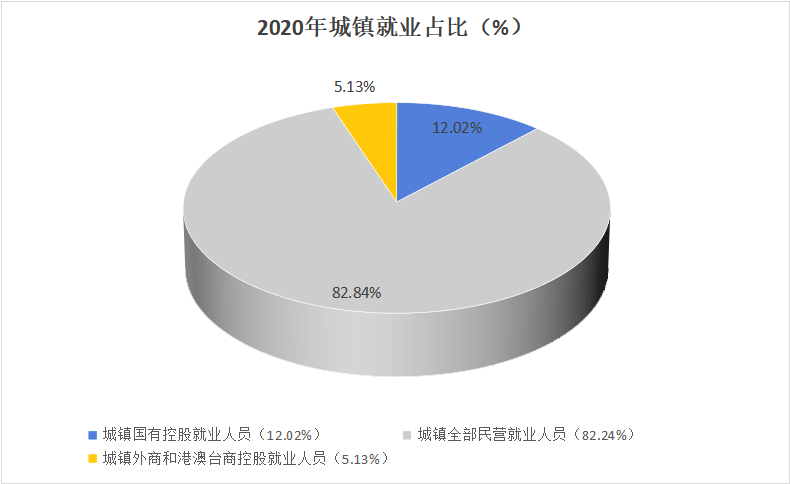 2020年城镇就业占比（%）
5.13%
12.02%
82.84%
城镇国有控股就业人员（12.02%）
城镇全部民营就业人员（82.24%）
城镇外商和港澳台商控股就业人员（5.13%）